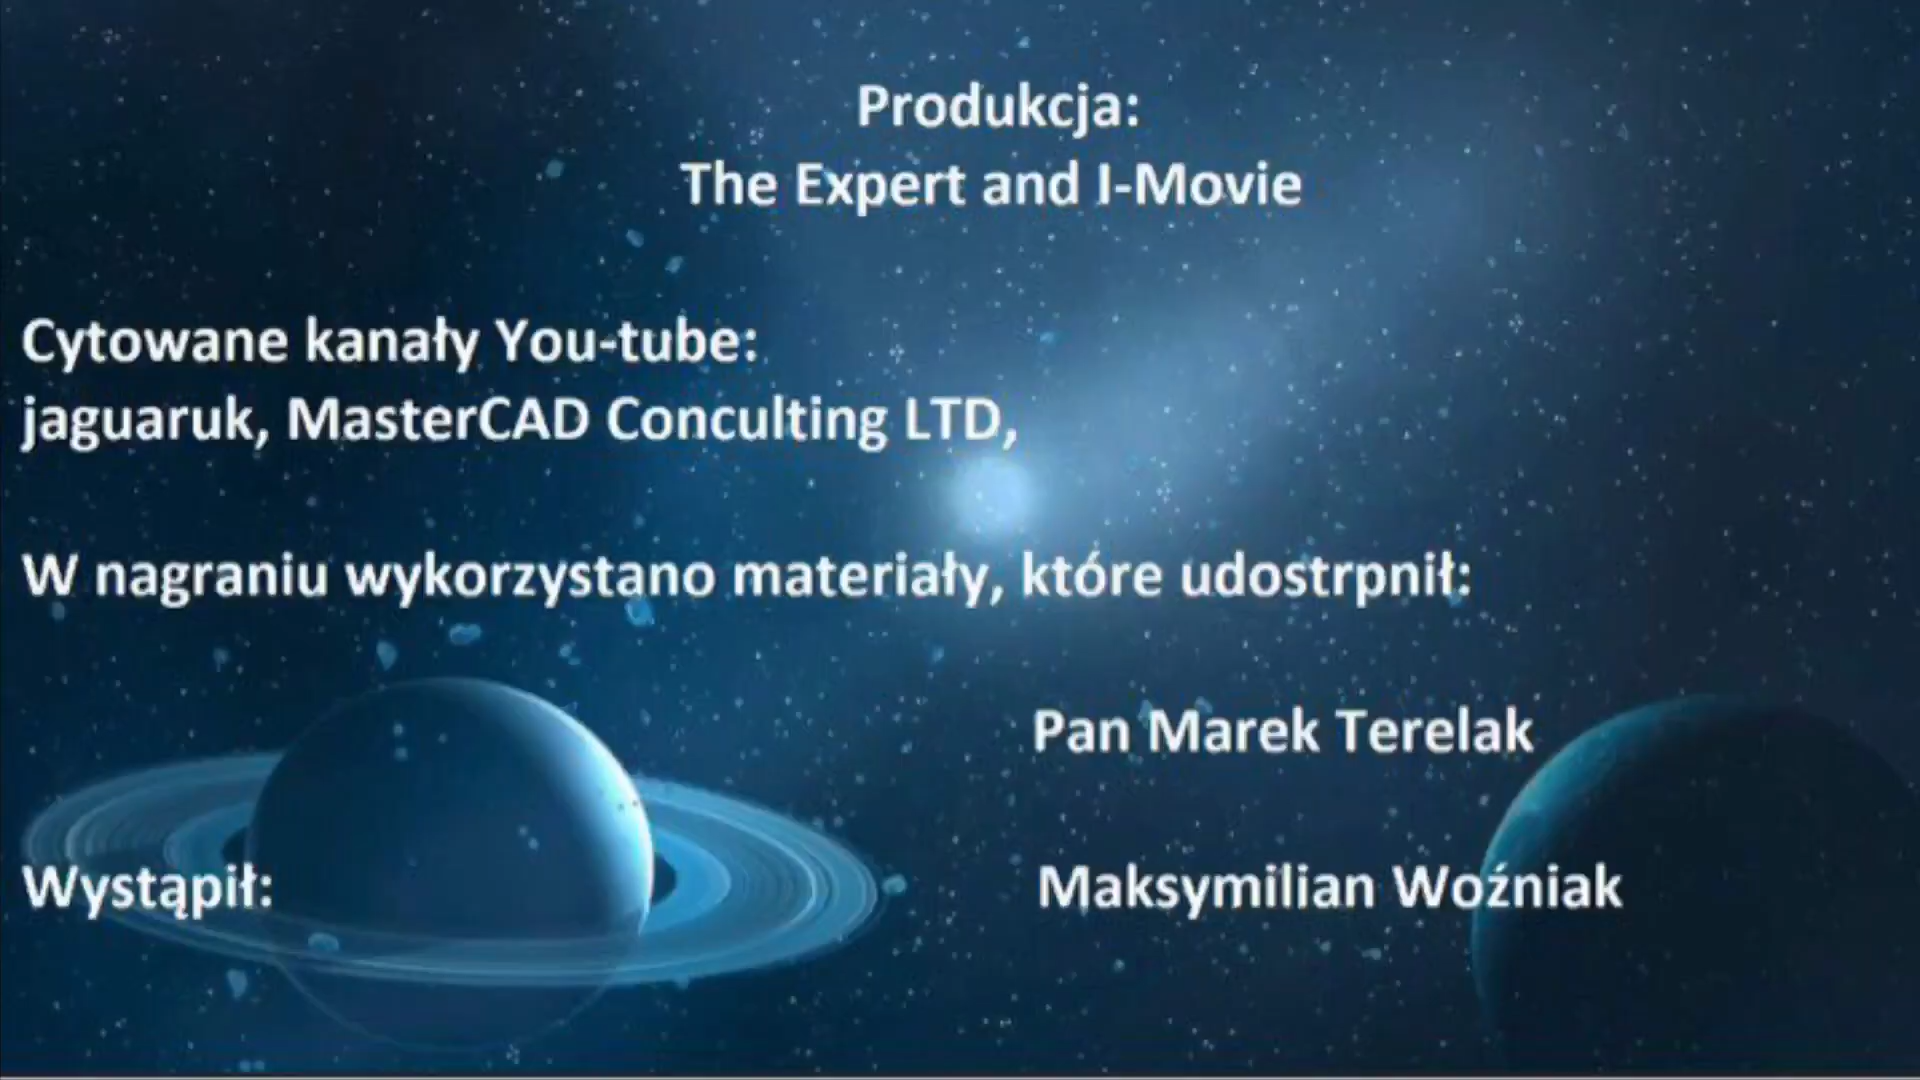 Produkcja:
The Expert and I-Movie
Cytowane kanały You-tube:
jaguaruk, MasterCAD Conculting LTD,
W nagraniu wykorzystano materiały, które udostrpnił:
Pan Marek Terelak
Wystąpił: Maksymilian Woźniak